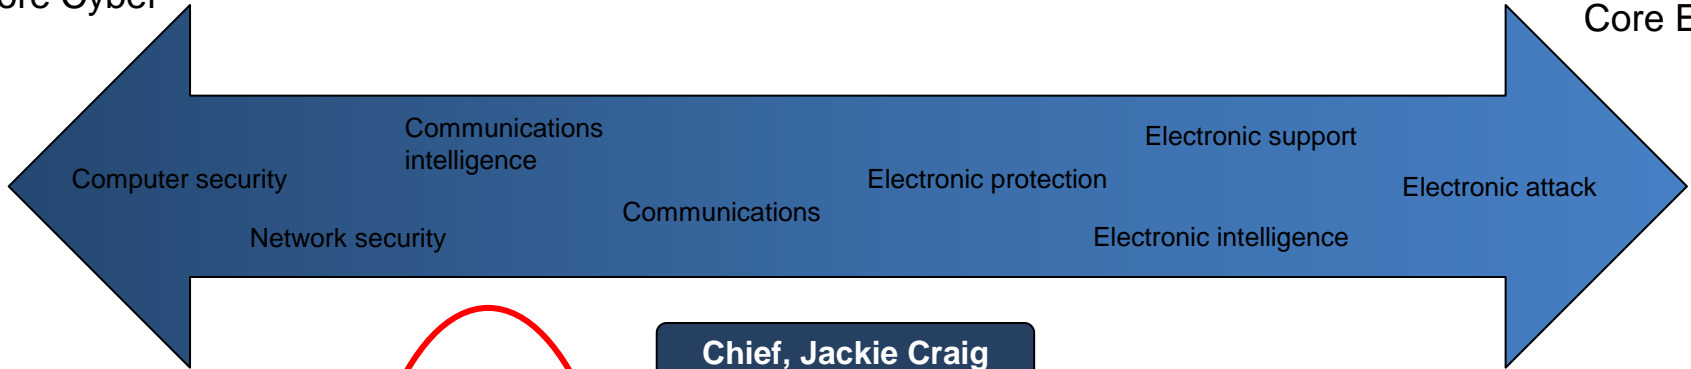 Cyber
Core
Communications
intelligence
Electronic support
Computer security
Electronic protection
Electronic attack
Communications
Network security
Electronic intelligence
Chief, Jackie Craig